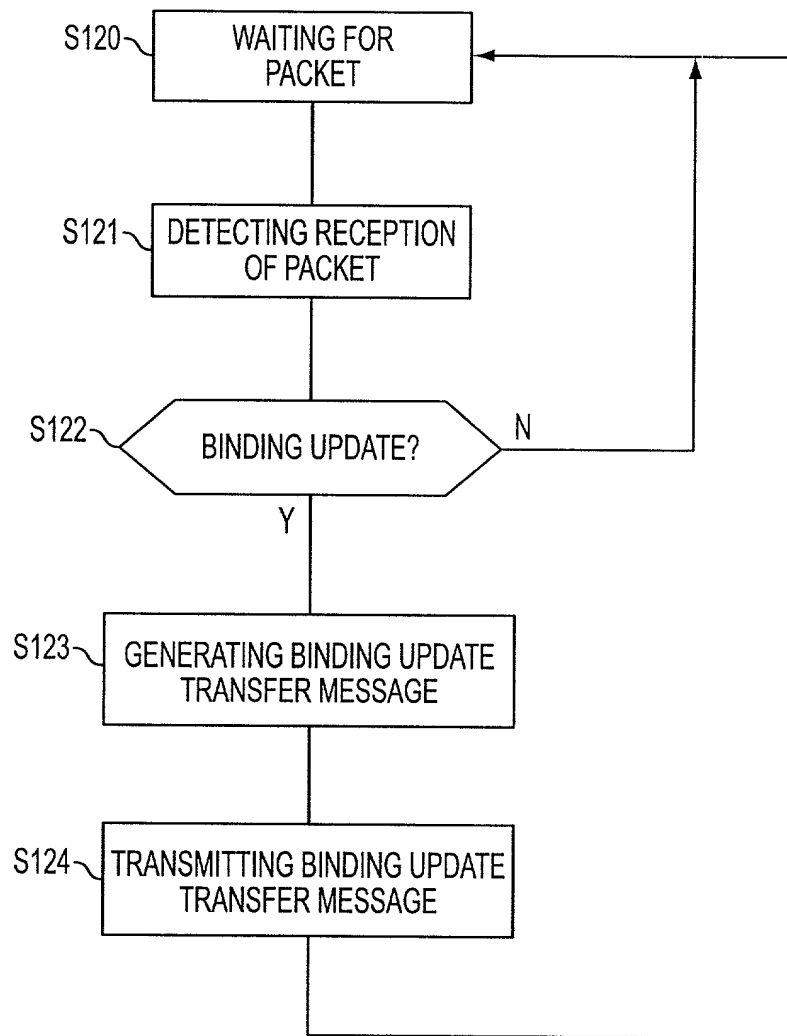 S120
WAITING FOR
PACKET
S121
DETECTING RECEPTION
OF PACKET
S122
BINDING UPDATE?
N
Y
S123
GENERATING BINDING UPDATE
TRANSFER MESSAGE
S124
TRANSMITTING BINDING UPDATE
TRANSFER MESSAGE